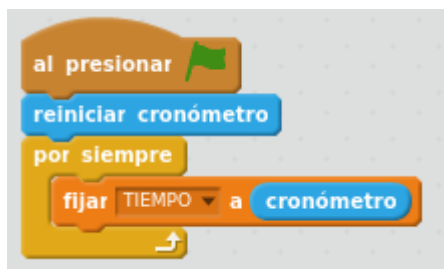 al presionar
reiniciar cronómetro
por siempre
fijar TIEMPO a cronómetro